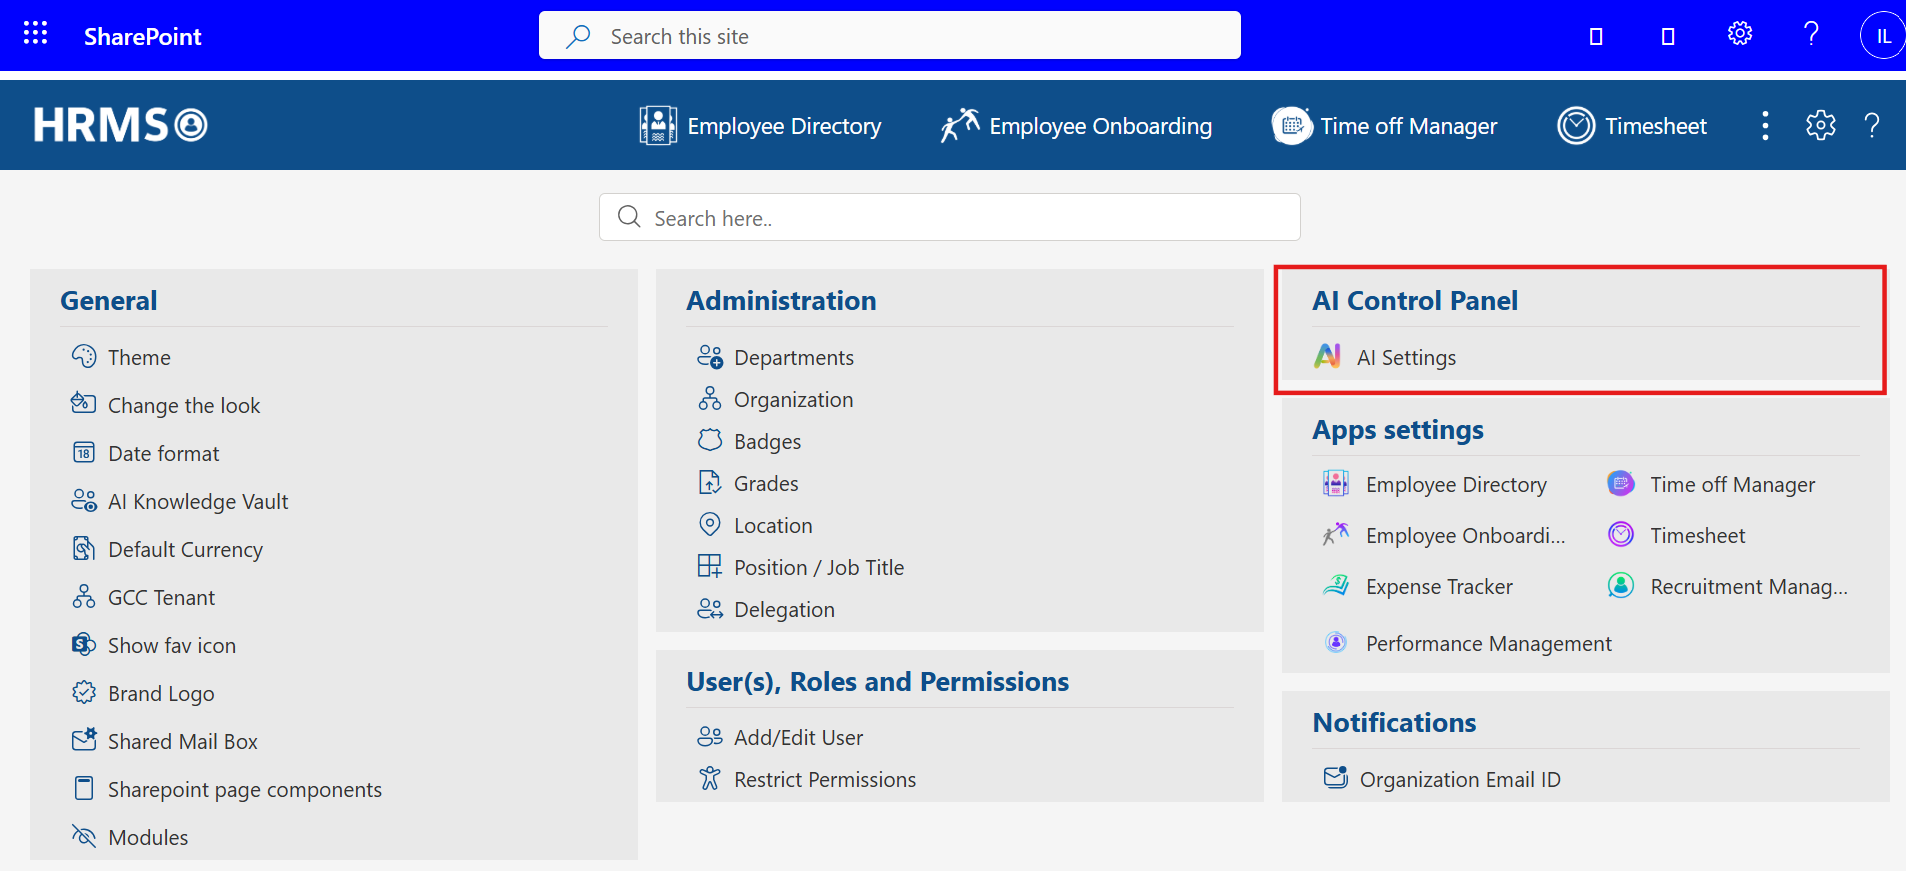 SharePoint
Search this site
IL
HRMS
Employee Directory
Employee Onboarding
Time off Manager
Timesheet
Search here..
General
Theme
Change the look
18
Date format
AI Knowledge Vault
Default Currency
GCC Tenant
S
Show fav icon
Brand Logo
Shared Mail Box
Sharepoint page components
Modules
Administration
Departments
Organization
Badges
Grades
Location
Position / Job Title
Delegation
User(s), Roles and Permissions
Add/Edit User
Restrict Permissions
AI Control Panel
AI AI Settings
Apps settings
Employee Directory
Time off Manager
Employee Onboardi...
Timesheet
Expense Tracker
Recruitment Manag...
Performance Management
Notifications
Organization Email ID